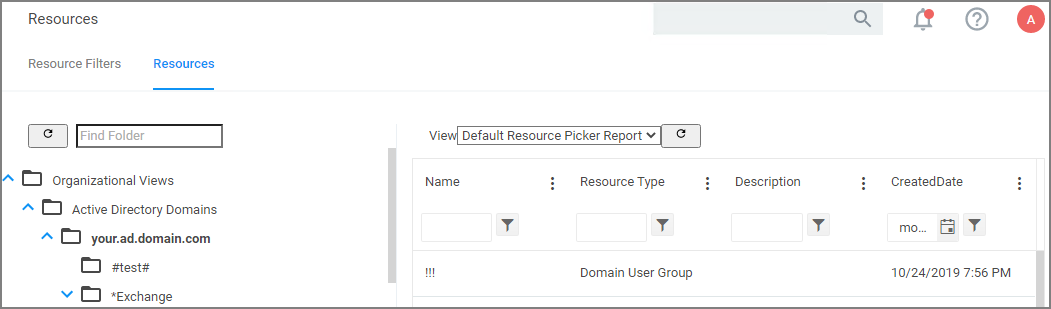 Resources
A
Resource Filters
Resources
Find Folder
View Default Resource Picker Report
Organizational Views
Active Directory Domains
your.ad.domain.com
#test#
*Exchange
Name Resource Type Description CreatedDate
mo...
!!! Domain User Group 10/24/2019 7:56 PM